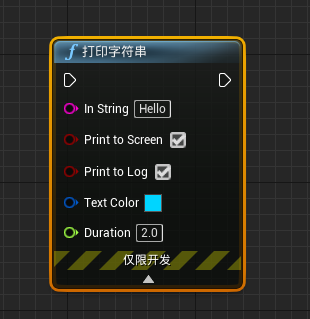 f 打印字符串
In String Hello
Print to Screen
Print to Log
Text Color
Duration 2.0
仅限开发